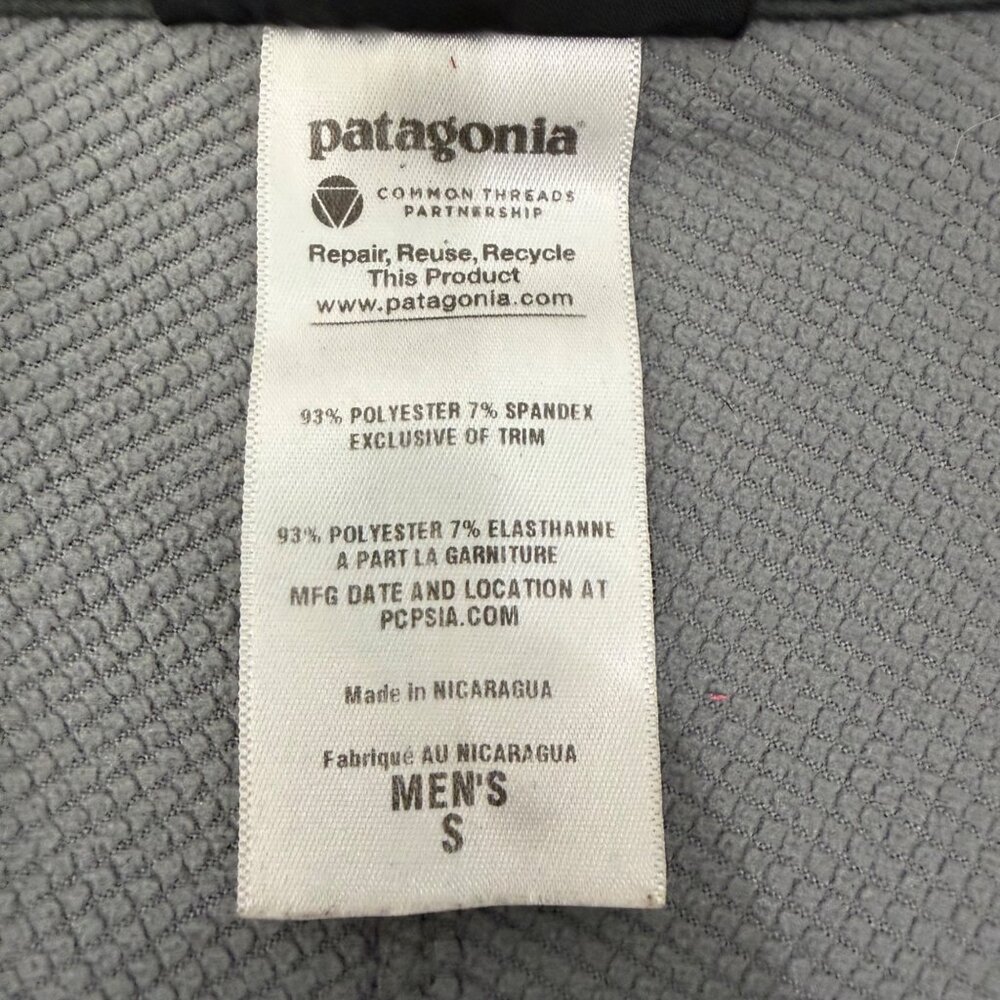 patagonia
COMMON THREADS
PARTNERSHIP
Repair, Reuse, Recycle
This Product
www.patagonia.com
93% POLYESTER 7% SPANDEX
EXCLUSIVE OF TRIM
93% POLYESTER 7% ELASTHANNE
A PART LA GARNITURE
MFG DATE AND LOCATION AT
PCPSIA.COM
Made in NICARAGUA
Fabriqué AU NICARAGUA
MEN'S
S